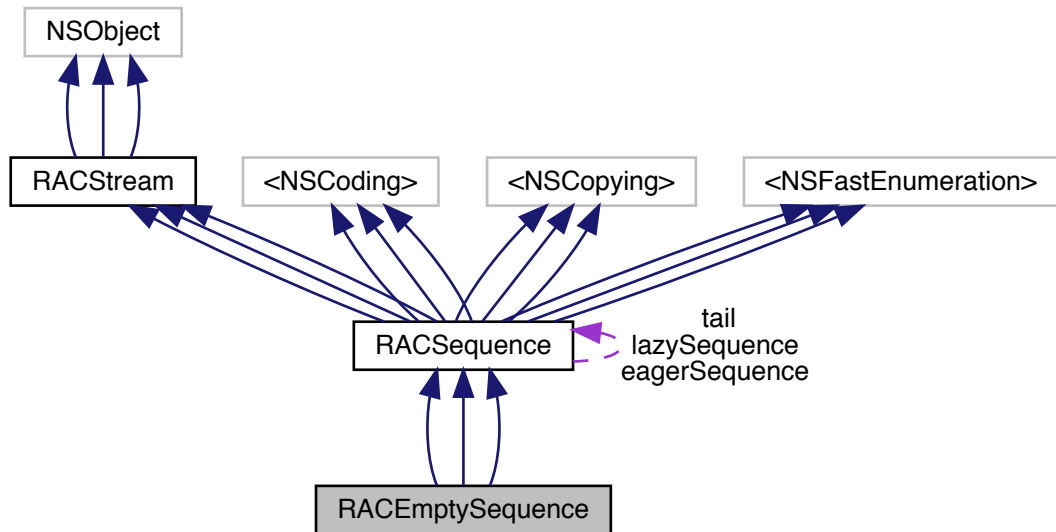 NSObject
RACStream
<NSCoding>
<NSCopying>
<NSFastEnumeration>
RACSequence
tail
lazySequence
eagerSequence
RACEmptySequence